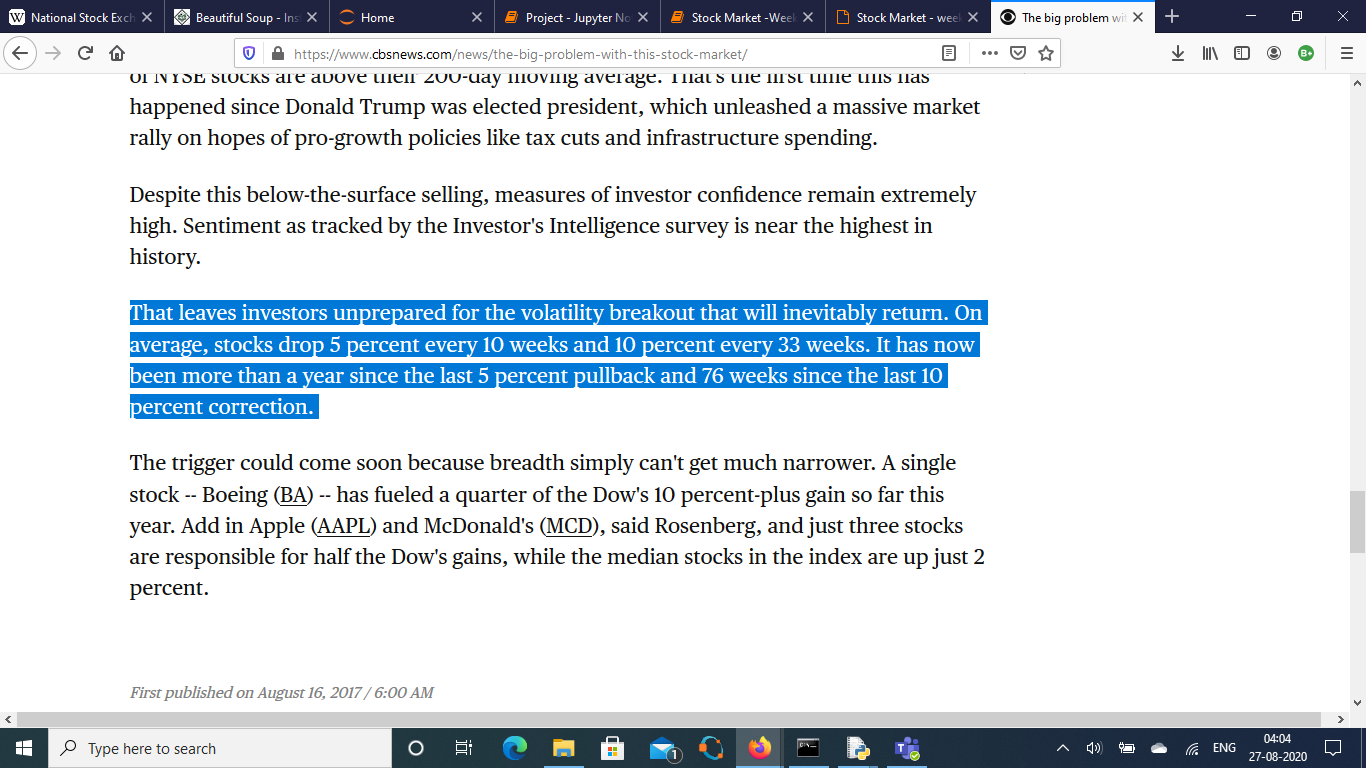 National Stock Exch
Beautiful Soup - Inst
Home
Project - Jupyter No
Stock Market -Week
Stock Market - week
The big problem wit
https://www.cbsnews.com/news/the-big-problem-with-this-stock-market/
of NYSE stocks are above their 200-day moving average. That's the first time this has
happened since Donald Trump was elected president, which unleashed a massive market
rally on hopes of pro-growth policies like tax cuts and infrastructure spending.
Despite this below-the-surface selling, measures of investor confidence remain extremely
high. Sentiment as tracked by the Investor's Intelligence survey is near the highest in
history.
That leaves investors unprepared for the volatility breakout that will inevitably return. On
average, stocks drop 5 percent every 10 weeks and 10 percent every 33 weeks. It has now
been more than a year since the last 5 percent pullback and 76 weeks since the last 10
percent correction.
The trigger could come soon because breadth simply can't get much narrower. A single
stock -- Boeing (BA) -- has fueled a quarter of the Dow's 10 percent-plus gain so far this
year. Add in Apple (AAPL) and McDonald's (MCD), said Rosenberg, and just three stocks
are responsible for half the Dow's gains, while the median stocks in the index are up just 2
percent.
First published on August 16, 2017 / 6:00 AM
Type here to search
1
ENG
04:04
27-08-2020